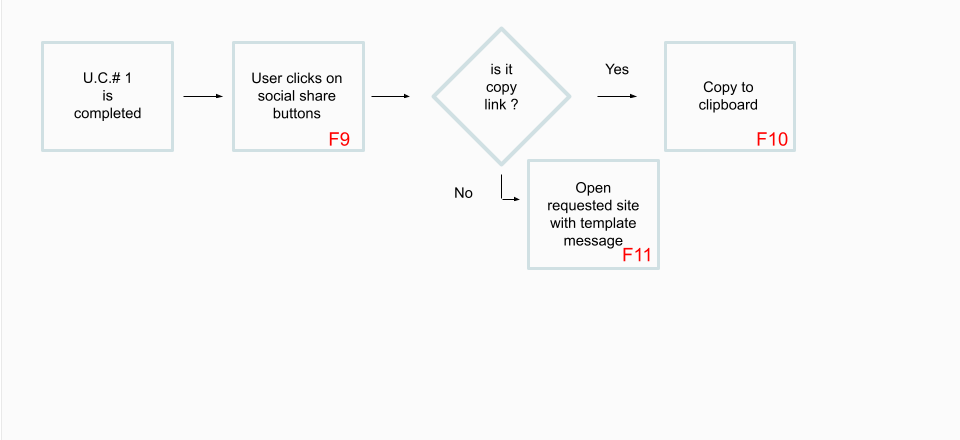 U.C.# 1
is
completed
User clicks on
social share
buttons
F9
is it
copy
link ?
Yes
Copy to
clipboard
F10
No
Open
requested site
with template
message
F11